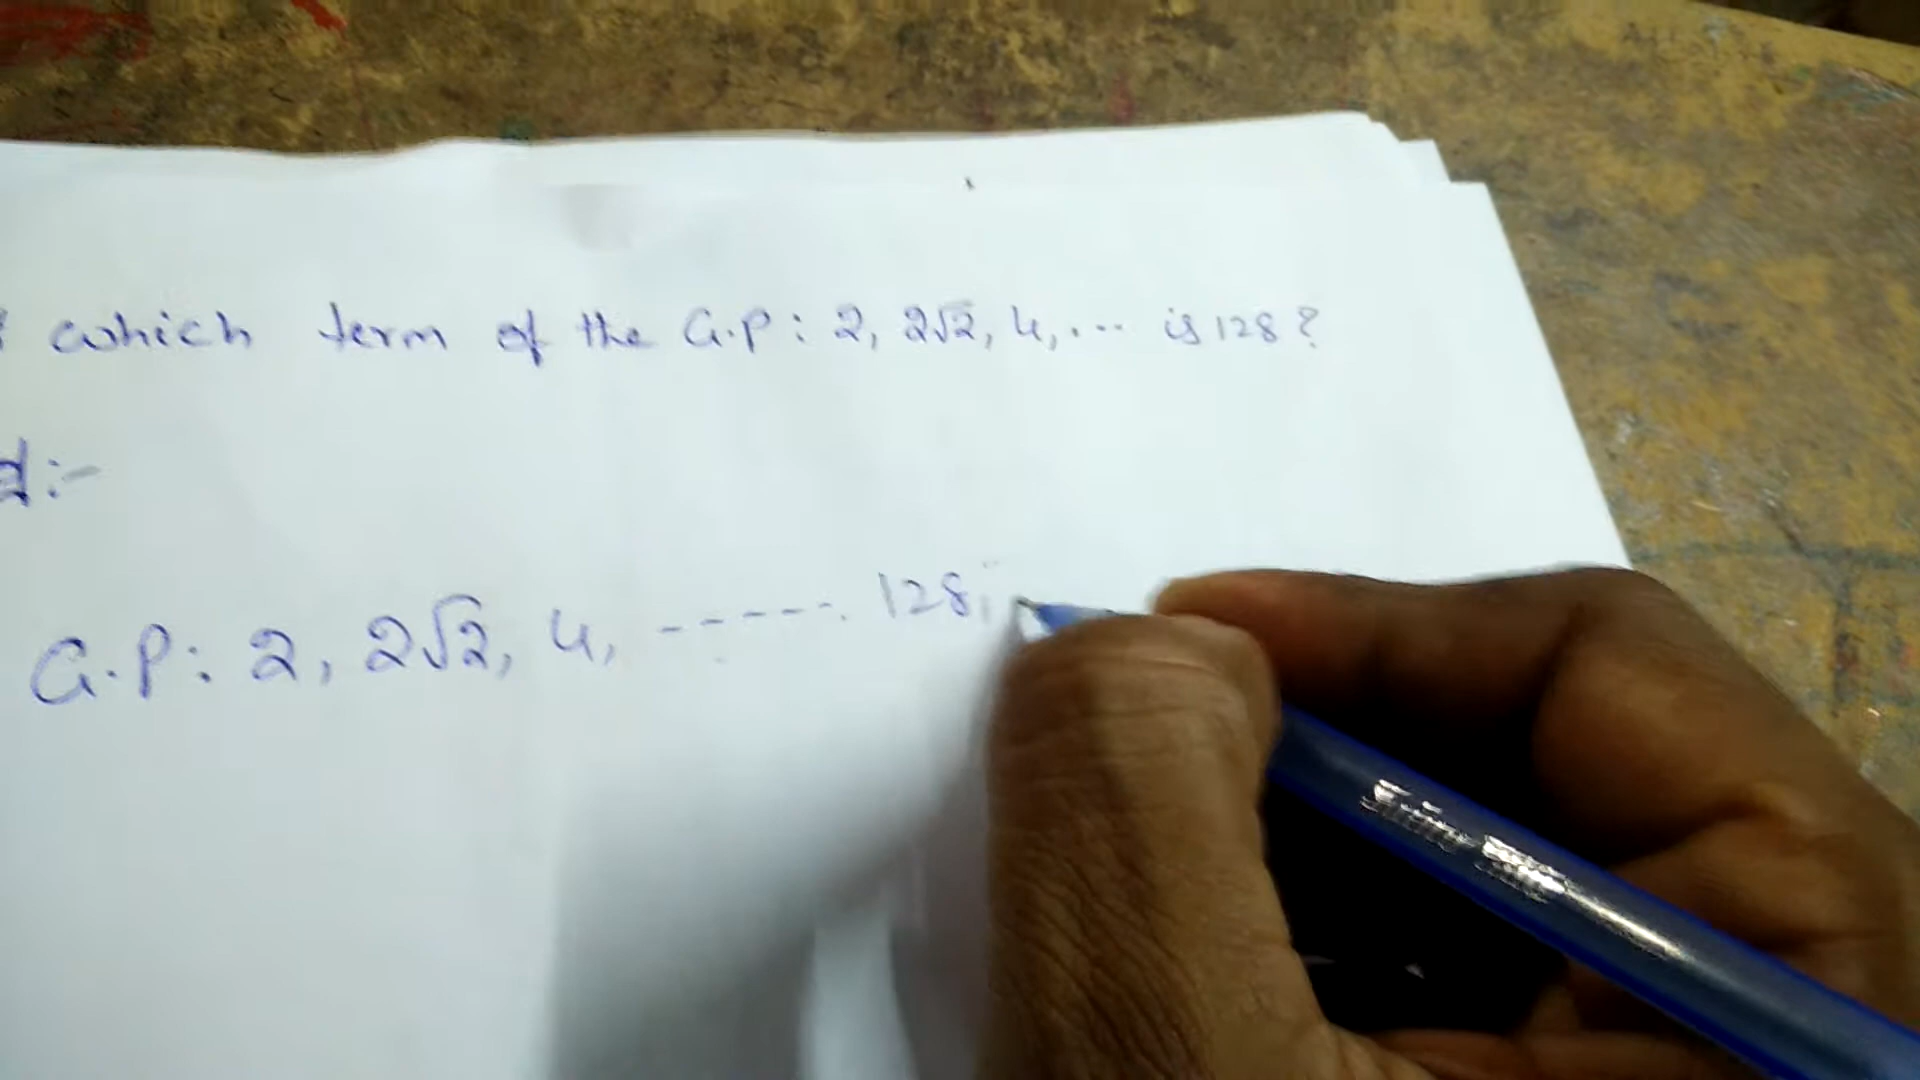 which term of the G.P : 2, 2√2, 4, ... is 128 ?
G.P : 2, 2√2, 4, ------. 128,